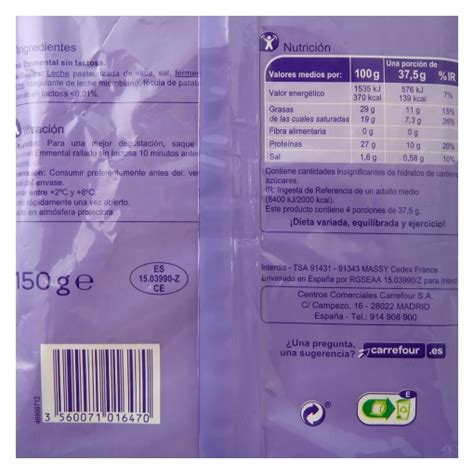 Ingredientes
Emmental sin lactosa.
Leche pasteurizada de vaca, sal,
coagulante de leche microbiano, fécula de patata
lactosa <0.01%.
Para una mejor degustación, saque
Emmental rallado sin lactosa 10 minutos antes
Consumir preferentemente antes del: ver
del envase.
entre +2ºC y +8ºC.
rápidamente una vez abierto.
en atmósfera protectora.
150 g e
ES
15.03990-Z
CE
46999712
3 560071 016470
Nutrición
Valores medios por: 100 g Una porción de 37,5 g % IR
Valor energético 1535 kJ 370 kcal 576 kJ 139 kcal 7%
Grasas 29 g 11 g 15%
de las cuales saturadas 19 g 7,3 g 36%
Fibra alimentaria 0 g 0 g
Proteínas 27 g 10 g 20%
Sal 1,6 g 0,58 g 10%
Contiene cantidades Insignificantes de hidratos de carbono
azúcares.
IR: Ingesta de Referencia de un adulto medio
(8400 kJ/2000 kcal).
Este producto contiene 4 porciones de 37,5 g.
¡Dieta variada, equilibrada y ejercicio!
Interdis - TSA 91431 - 91343 MASSY Cedex France
Envasado en España por RGSEAA 15.03990/Z para
Centros Comerciales Carrefour S.A.
C/ Campezo, 16 - 28022 MADRID
España - Tel.: 914 908 900
¿Una pregunta,
una sugerencia?
carrefour .es
E